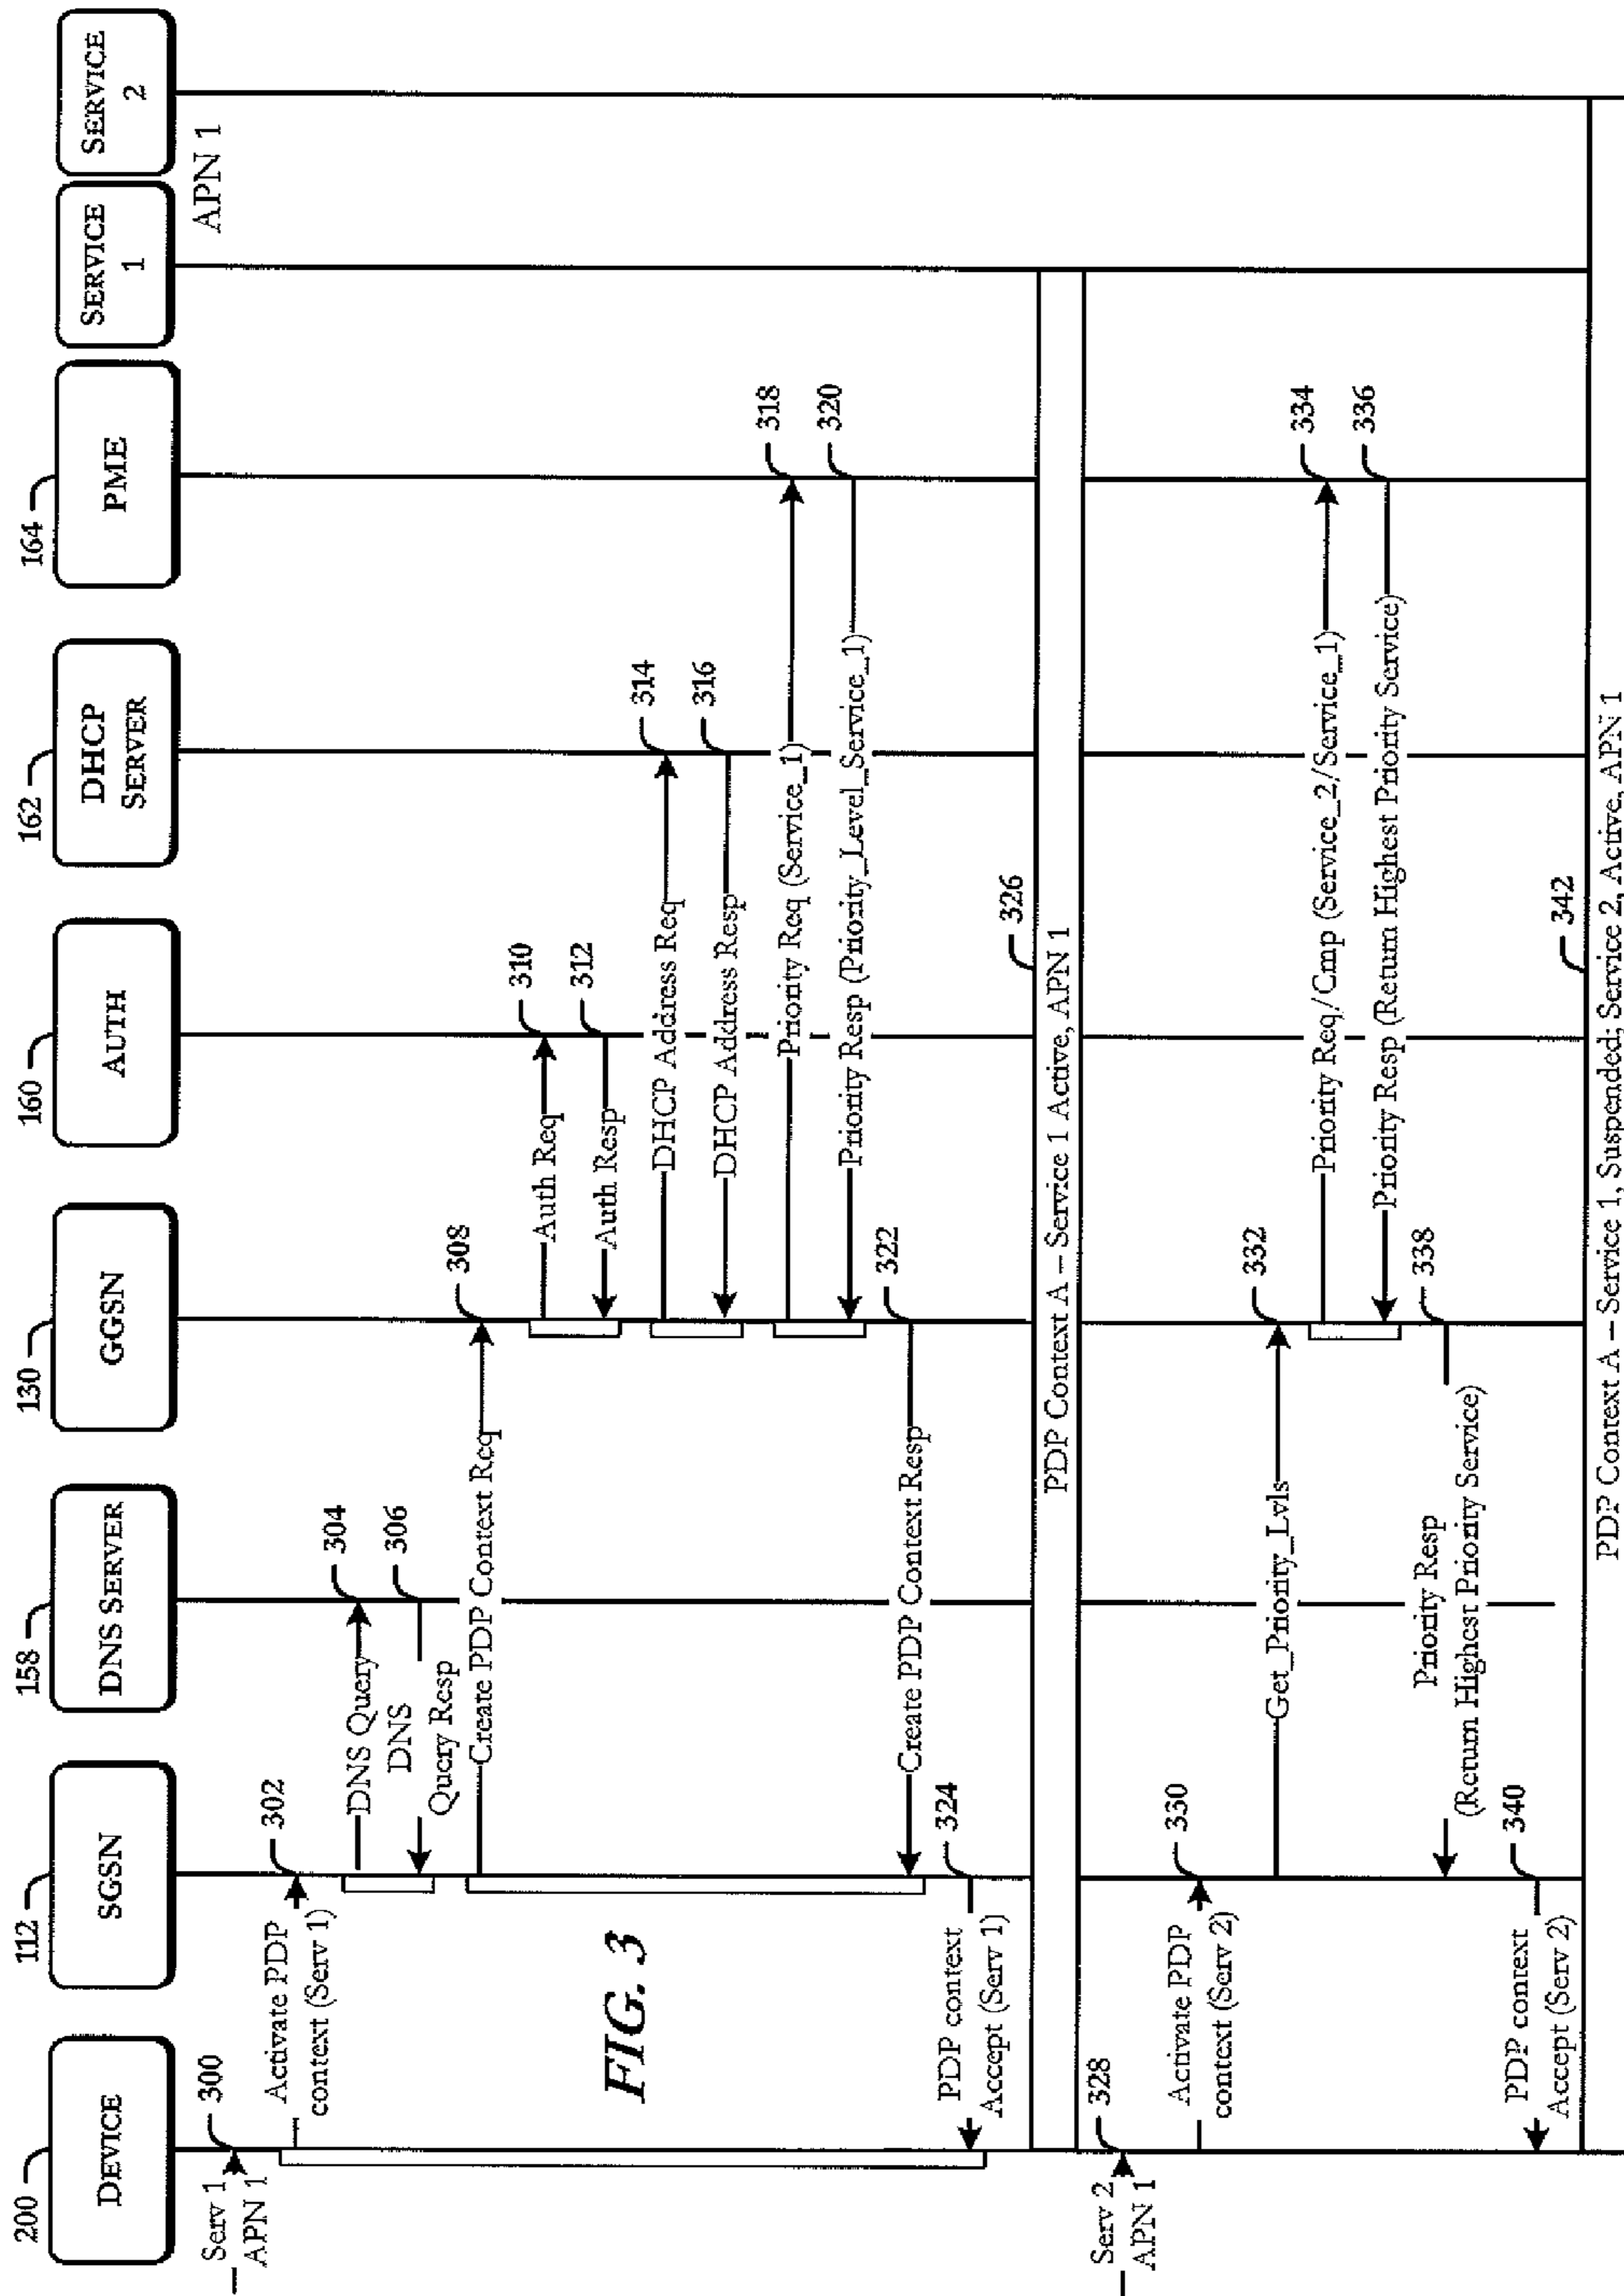 200
112
158
130
160
162
164
DEVICE
SGSN
DNS SERVER
GGSN
AUTH
DHCP
SERVER
PME
SERVICE
1
SERVICE
2
APN 1
Serv 1
APN 1
300
Activate PDP
context (Serv 1)
302
DNS Query
304
DNS
Query Resp
306
Create PDP Context Req
308
Auth Req
310
Auth Resp
312
DHCP Address Req
314
DHCP Address Resp
316
Priority Req (Service_1)
318
Priority Resp (Priority_Level_Service_1)
320
Create PDP Context Resp
322
PDP context
Accept (Serv 1)
324
FIG. 3
326
PDP Context A – Service 1 Active, APN 1
Serv 2
APN 1
328
Activate PDP
context (Serv 2)
330
Get_Priority_Lvls
332
Priority Req/Cmp (Service_2/Service_1)
334
Priority Resp (Return Highest Priority Service)
336
Priority Resp
(Return Highest Priority Service)
338
PDP context
Accept (Serv 2)
340
342
PDP Context A – Service 1, Suspended; Service 2, Active, APN 1